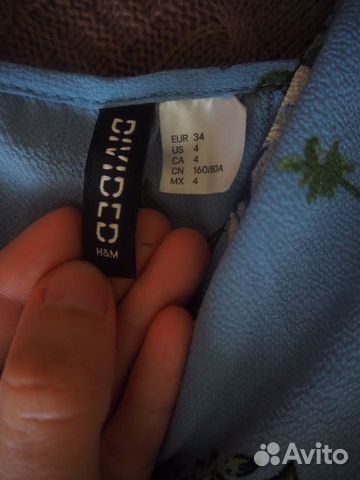 DIVIDED
H&M
EUR 34
US 4
CA 4
CN 160/80A
MX 4
Avito